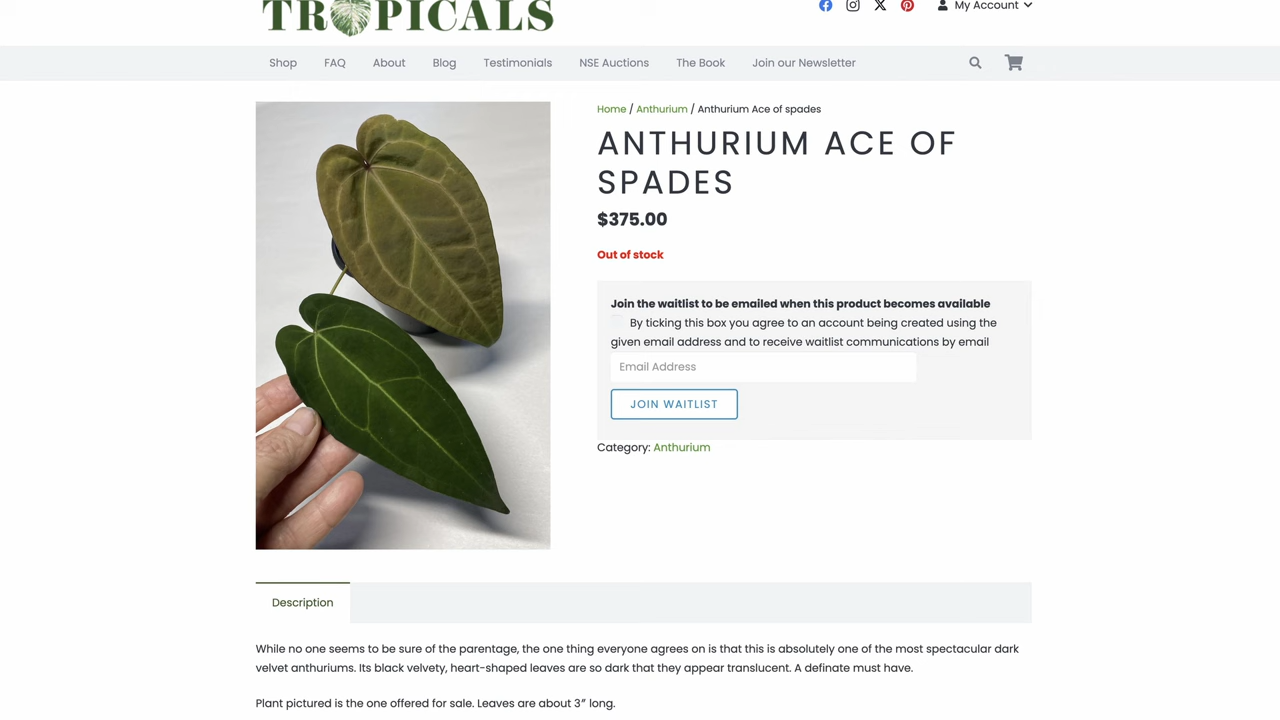 TROPICALS
My Account
Shop FAQ About Blog Testimonials NSE Auctions The Book Join our Newsletter
Home / Anthurium / Anthurium Ace of spades
ANTHURIUM ACE OF
SPADES
$375.00
Out of stock
Join the waitlist to be emailed when this product becomes available
By ticking this box you agree to an account being created using the
given email address and to receive waitlist communications by email
Email Address
JOIN WAITLIST
Category: Anthurium
Description
While no one seems to be sure of the parentage, the one thing everyone agrees on is that this is absolutely one of the most spectacular dark
velvet anthuriums. Its black velvety, heart-shaped leaves are so dark that they appear translucent. A definate must have.
Plant pictured is the one offered for sale. Leaves are about 3″ long.